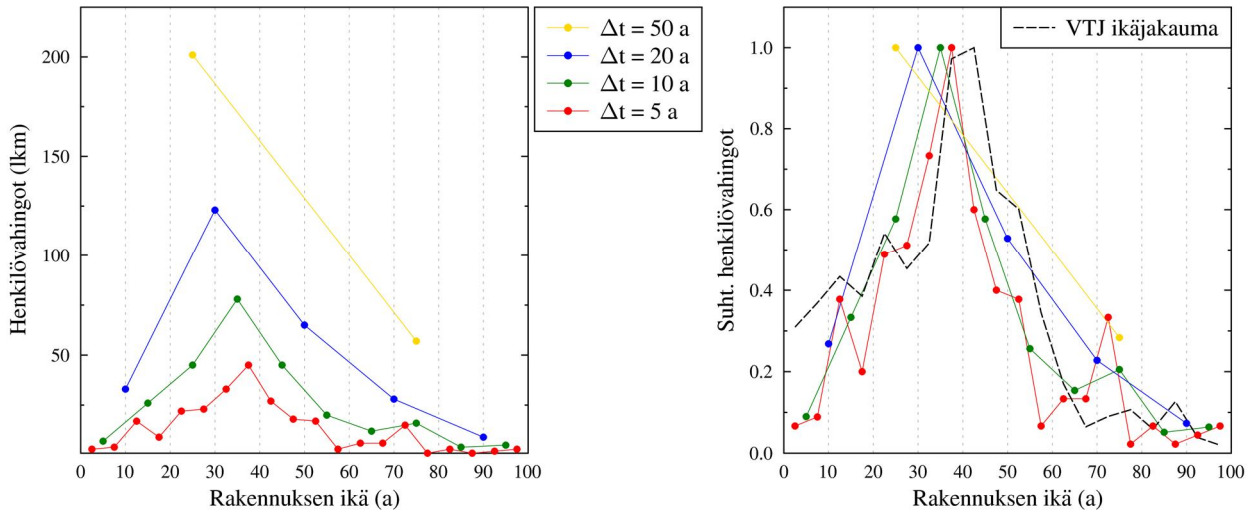 Henkilövahingot (lkm)
200
150
100
50
0 10 20 30 40 50 60 70 80 90 100
Rakennuksen ikä (a)
Δt = 50 a
Δt = 20 a
Δt = 10 a
Δt = 5 a
Suht. henkilövahingot
1.0
0.8
0.6
0.4
0.2
0.0
0 10 20 30 40 50 60 70 80 90 100
Rakennuksen ikä (a)
VTJ ikäjakauma